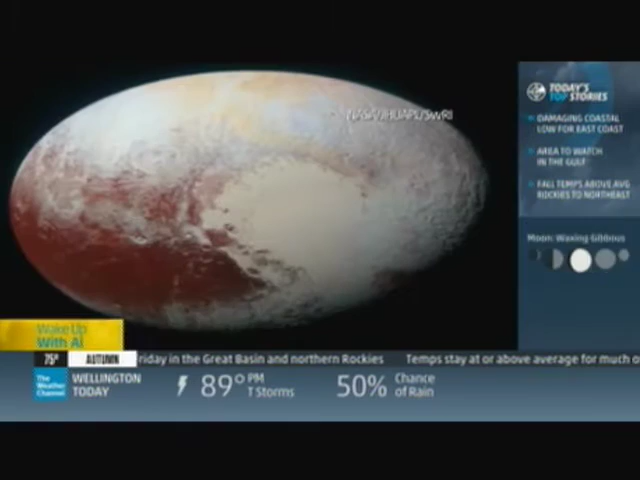 NASA/JHUAPL/SwRI
TODAY'S
TOP STORIES
DAMAGING COASTAL
LOW FOR EAST COAST
AREA TO WATCH
IN THE GULF
FALL TEMPS ABOVE AVG
ROCKIES TO NORTHEAST
Moon: Waxing Gibbous
Wake Up
With Al
75° AUTUMN riday in the Great Basin and northern Rockies Temps stay at or above average for much o
The
Weather
Channel
WELLINGTON
TODAY
89° PM
T Storms
50% Chance
of Rain